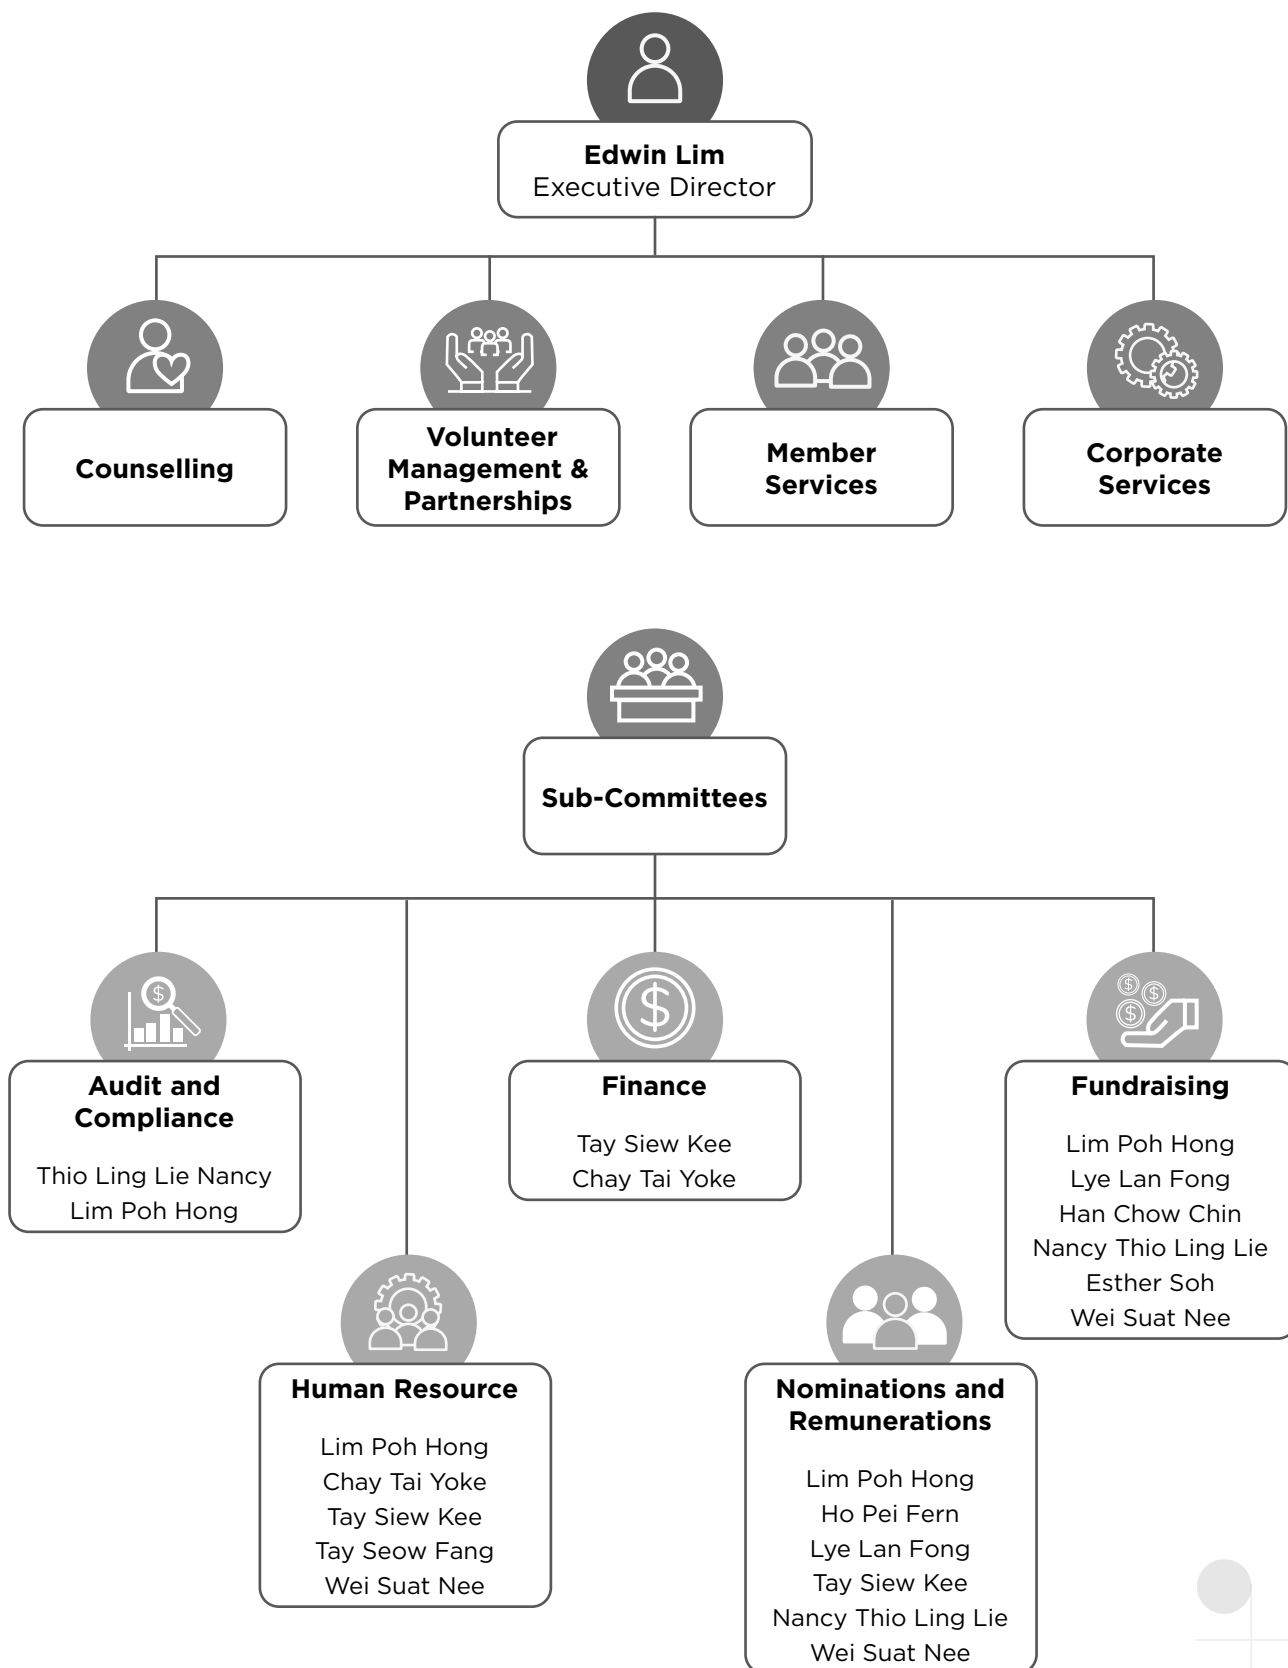 Edwin Lim
Executive Director
Counselling
Volunteer
Management &
Partnerships
Member
Services
Corporate
Services
Sub-Committees
Audit and
Compliance
Thio Ling Lie Nancy
Lim Poh Hong
Finance
Tay Siew Kee
Chay Tai Yoke
Fundraising
Lim Poh Hong
Lye Lan Fong
Han Chow Chin
Nancy Thio Ling Lie
Esther Soh
Wei Suat Nee
Human Resource
Lim Poh Hong
Chay Tai Yoke
Tay Siew Kee
Tay Seow Fang
Wei Suat Nee
Nominations and
Remunerations
Lim Poh Hong
Ho Pei Fern
Lye Lan Fong
Tay Siew Kee
Nancy Thio Ling Lie
Wei Suat Nee